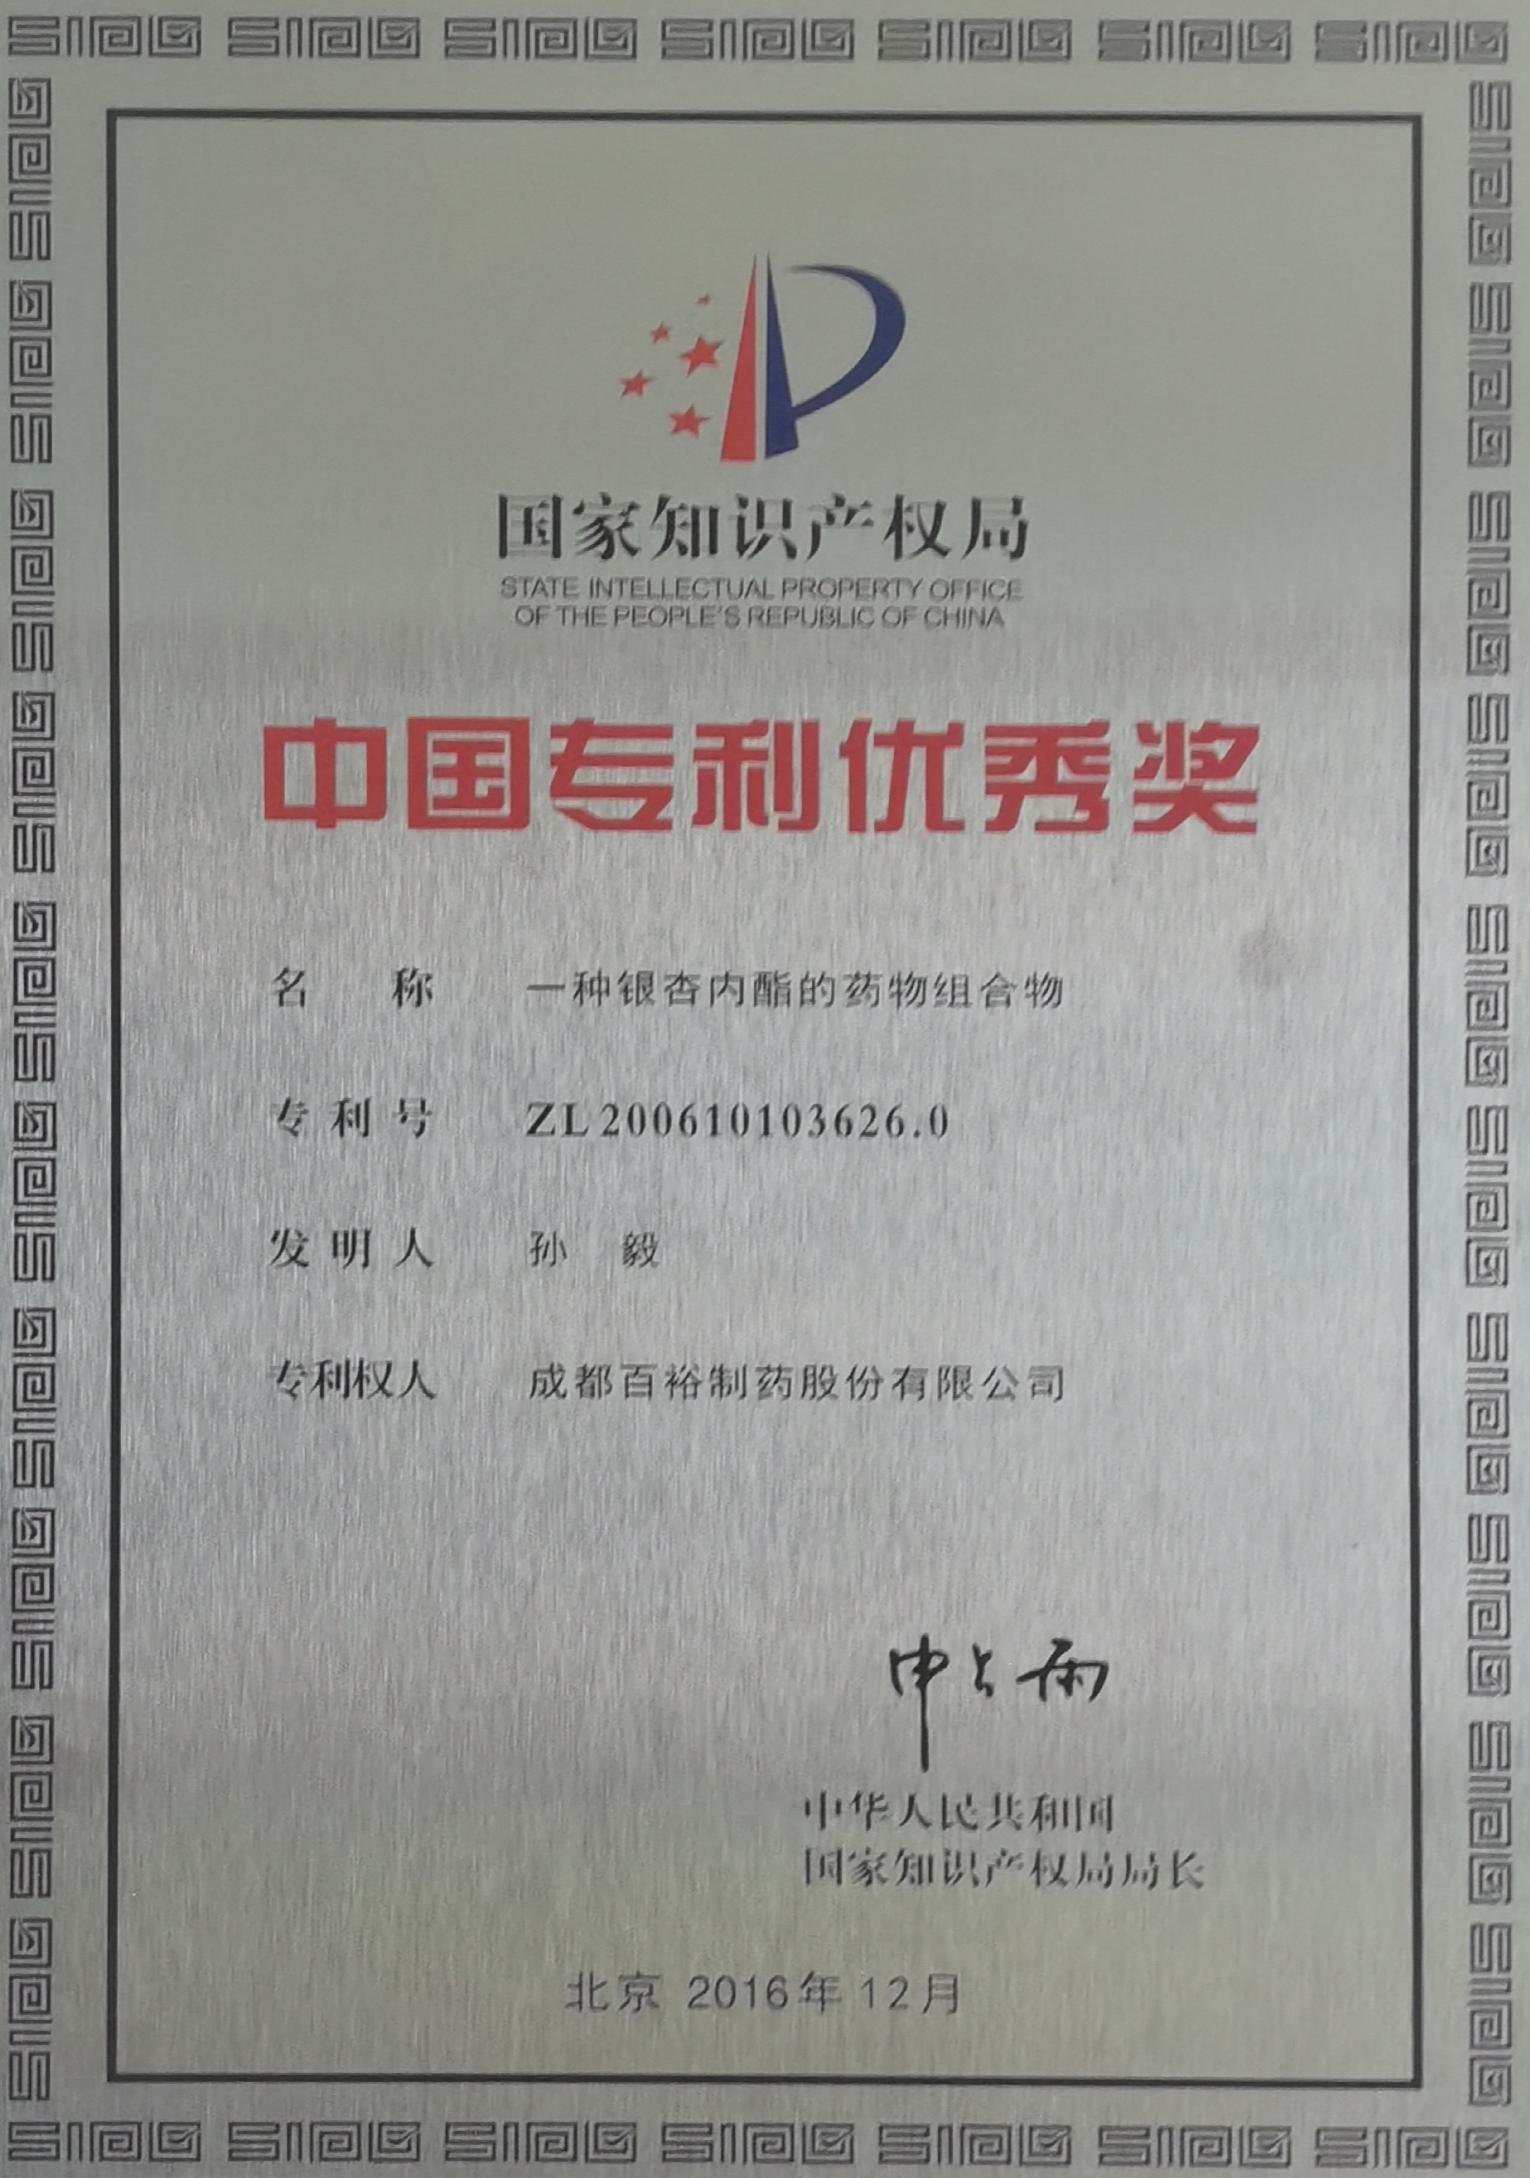 国家知识产权局
STATE INTELLECTUAL PROPERTY OFFICE
OF THE PEOPLE'S REPUBLIC OF CHINA
中国专利优秀奖
名 称 一种银杏内酯的药物组合物
专利号 ZL200610103626.0
发明人 孙 毅
专利权人 成都百裕制药股份有限公司
申长雨
中华人民共和国
国家知识产权局局长
北京 2016年12月